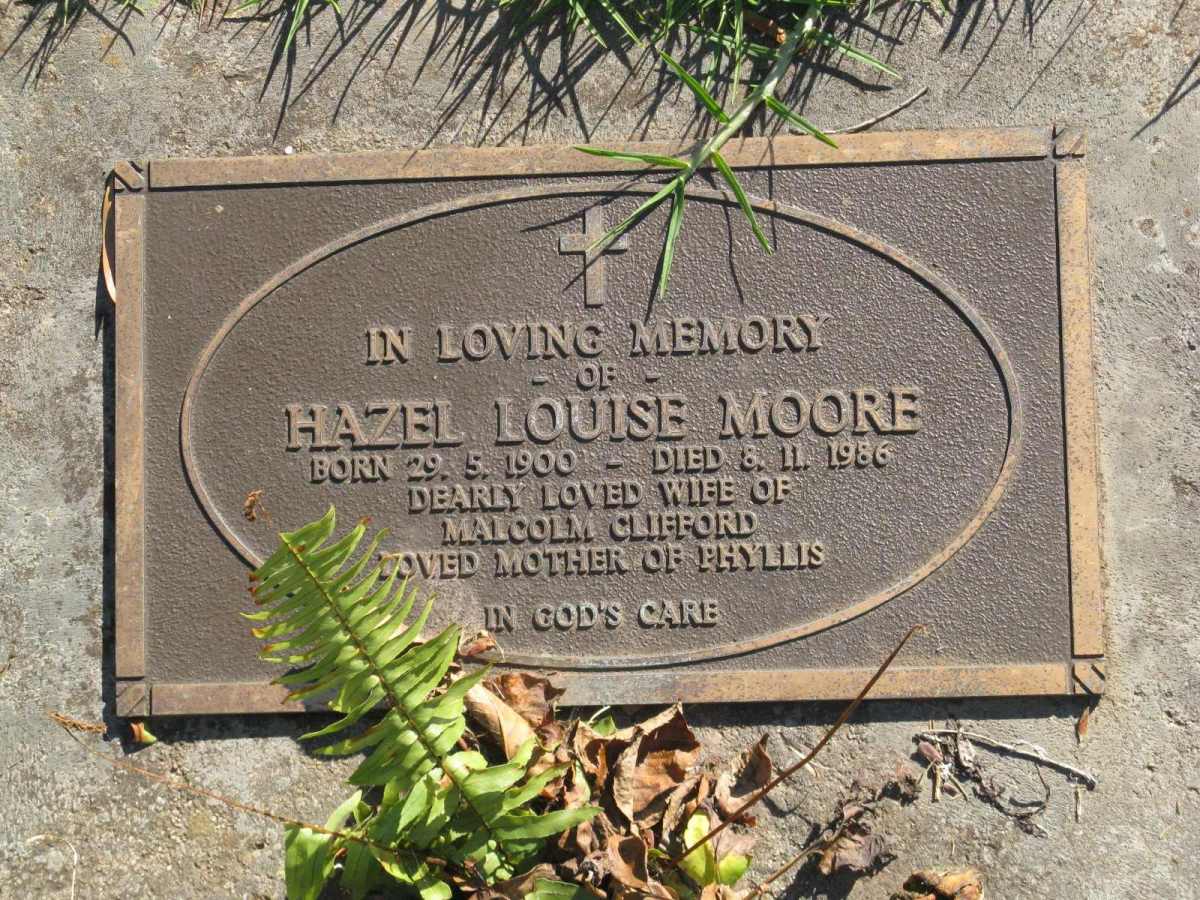 IN LOVING MEMORY
- OF -
HAZEL LOUISE MOORE
BORN 29. 5. 1900 - DIED 8. 11. 1986
DEARLY LOVED WIFE OF
MALCOLM CLIFFORD
LOVED MOTHER OF PHYLLIS
IN GOD'S CARE